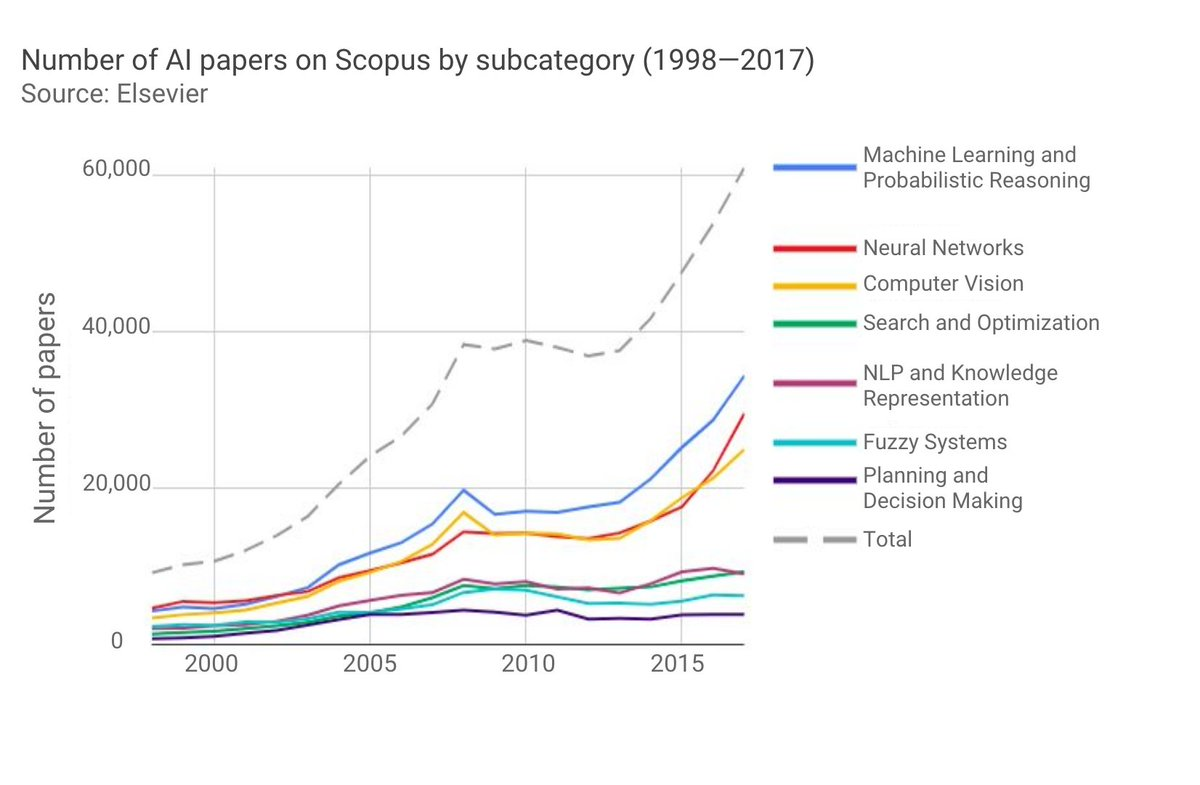 Number of AI papers on Scopus by subcategory (1998—2017)
Source: Elsevier
Number of papers
60,000
40,000
20,000
0
2000
2005
2010
2015
Machine Learning and
Probabilistic Reasoning
Neural Networks
Computer Vision
Search and Optimization
NLP and Knowledge
Representation
Fuzzy Systems
Planning and
Decision Making
Total